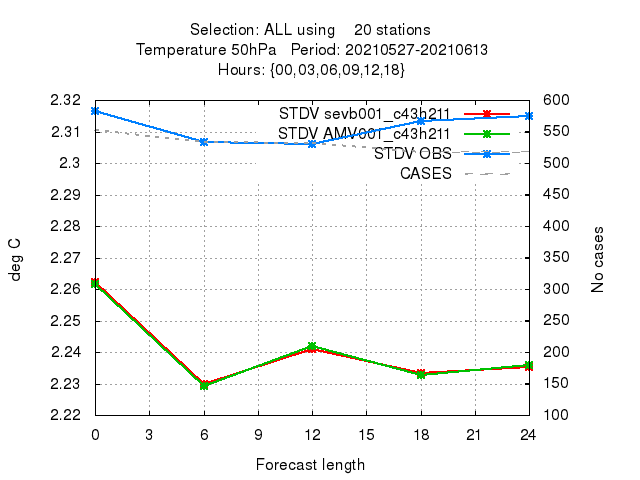 Selection: ALL using    20 stations
Temperature 50hPa   Period: 20210527-20210613
Hours: {00,03,06,09,12,18}
STDV sevb001_c43h211
STDV AMV001_c43h211
STDV OBS
CASES
2.32
2.31
2.3
2.29
2.28
2.27
2.26
2.25
2.24
2.23
2.22
600
550
500
450
400
350
300
250
200
150
100
deg C
No cases
0 3 6 9 12 15 18 21 24
Forecast length